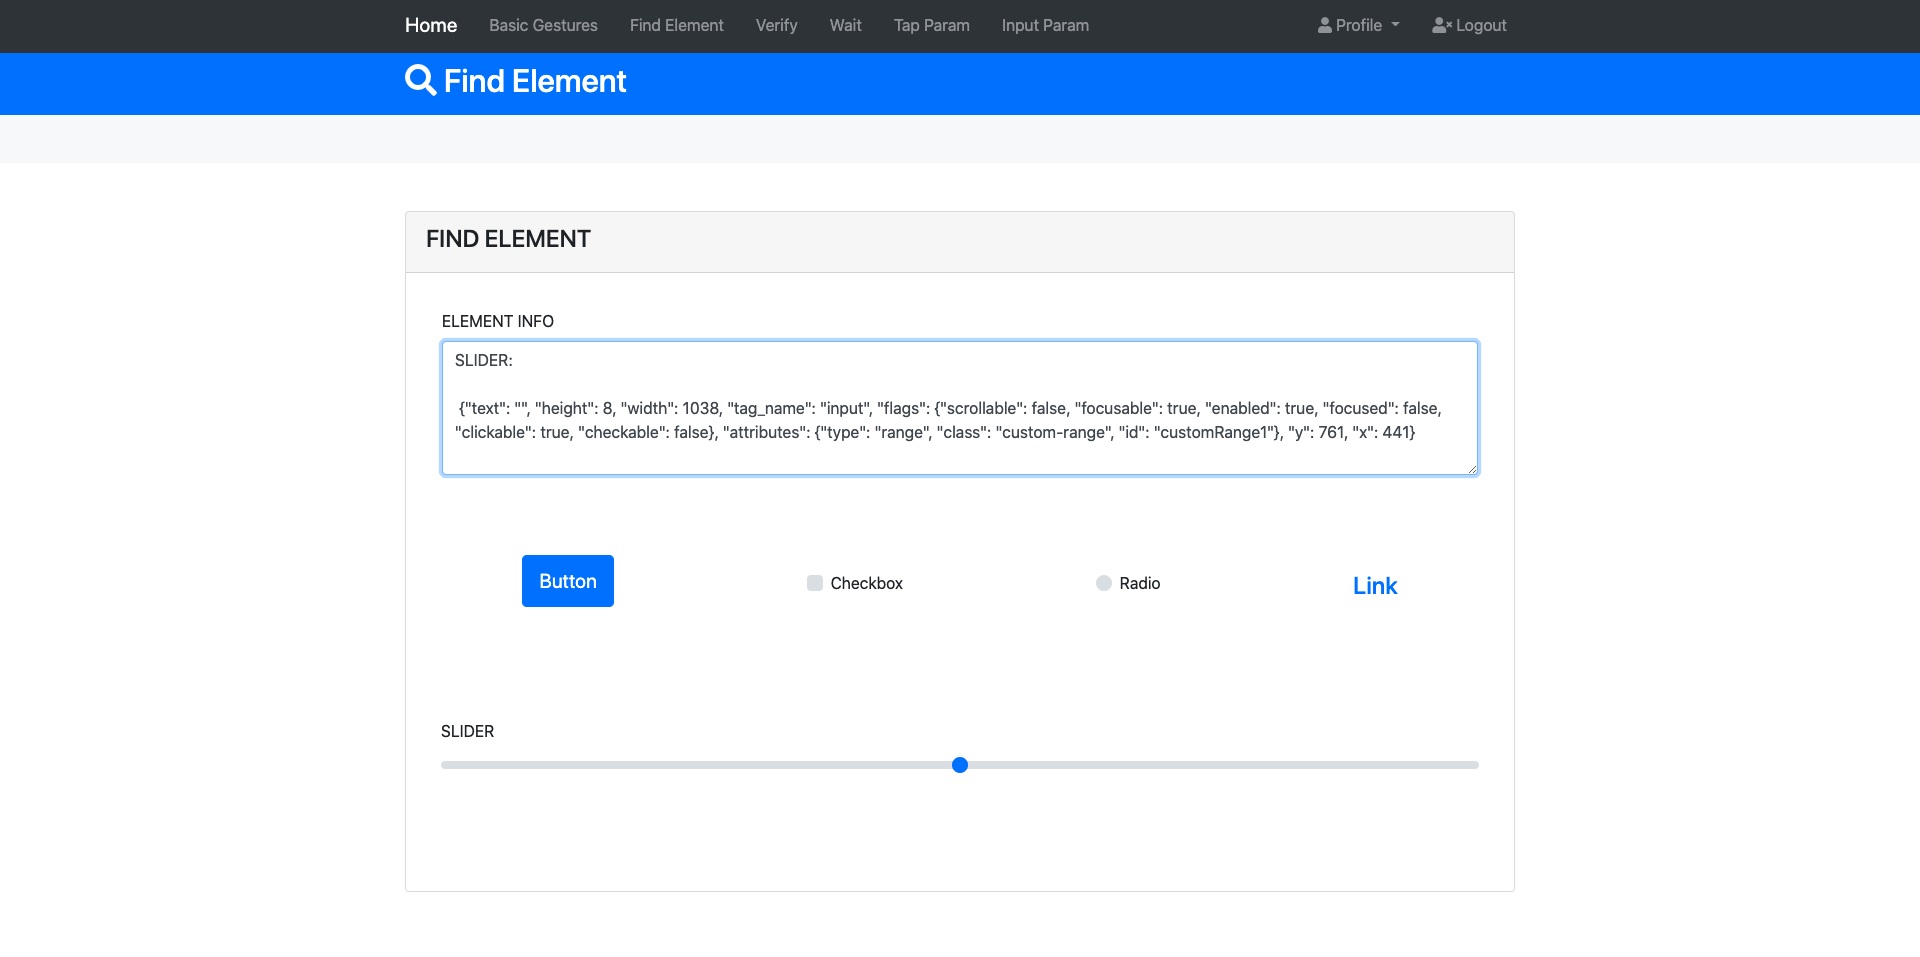 Home Basic Gestures Find Element Verify Wait Tap Param Input Param Profile Logout
Find Element
FIND ELEMENT
ELEMENT INFO
SLIDER:
{"text": "", "height": 8, "width": 1038, "tag_name": "input", "flags": {"scrollable": false, "focusable": true, "enabled": true, "focused": false,
"clickable": true, "checkable": false}, "attributes": {"type": "range", "class": "custom-range", "id": "customRange1"}, "y": 761, "x": 441}
Button Checkbox Radio Link
SLIDER